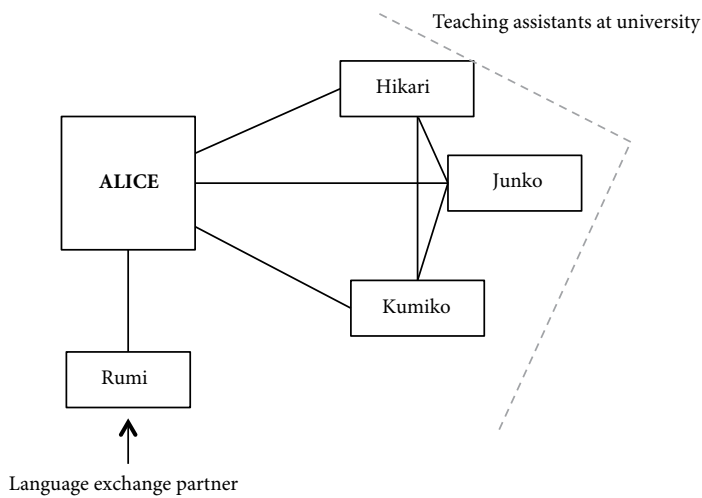 Teaching assistants at university
Hikari
ALICE
Junko
Kumiko
Rumi
Language exchange partner